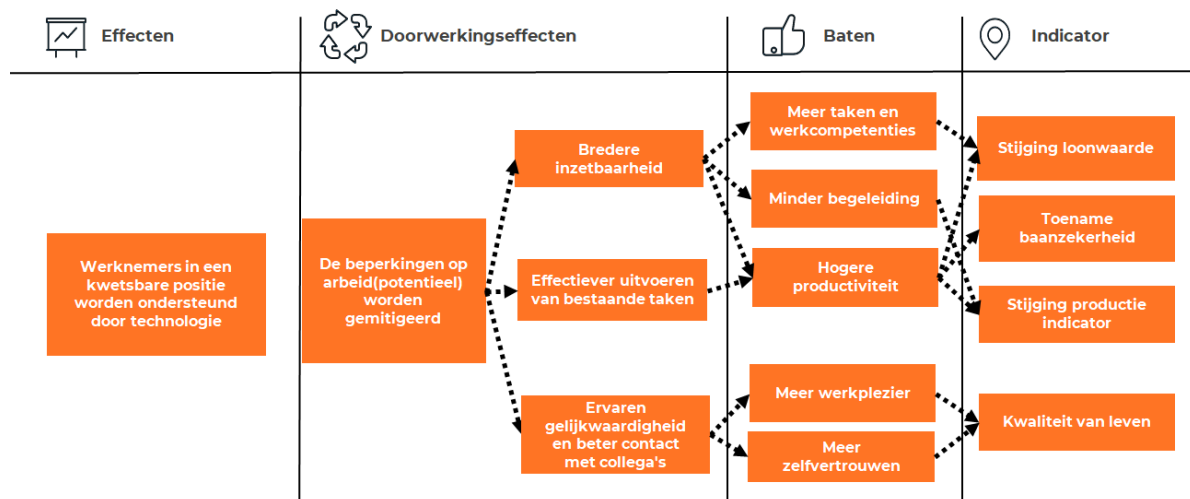 Effecten
Doorwerkingseffecten
Baten
Indicator
Werknemers in een
kwetsbare positie
worden ondersteund
door technologie
De beperkingen op
arbeid(potentieel)
worden
gemitigeerd
Bredere
inzetbaarheid
Effectiever uitvoeren
van bestaande taken
Ervaren
gelijkwaardigheid
en beter contact
met collega's
Meer taken en
werkcompetenties
Minder begeleiding
Hogere
productiviteit
Meer werkplezier
Meer
zelfvertrouwen
Stijging loonwaarde
Toename
baanzekerheid
Stijging productie
indicator
Kwaliteit van leven